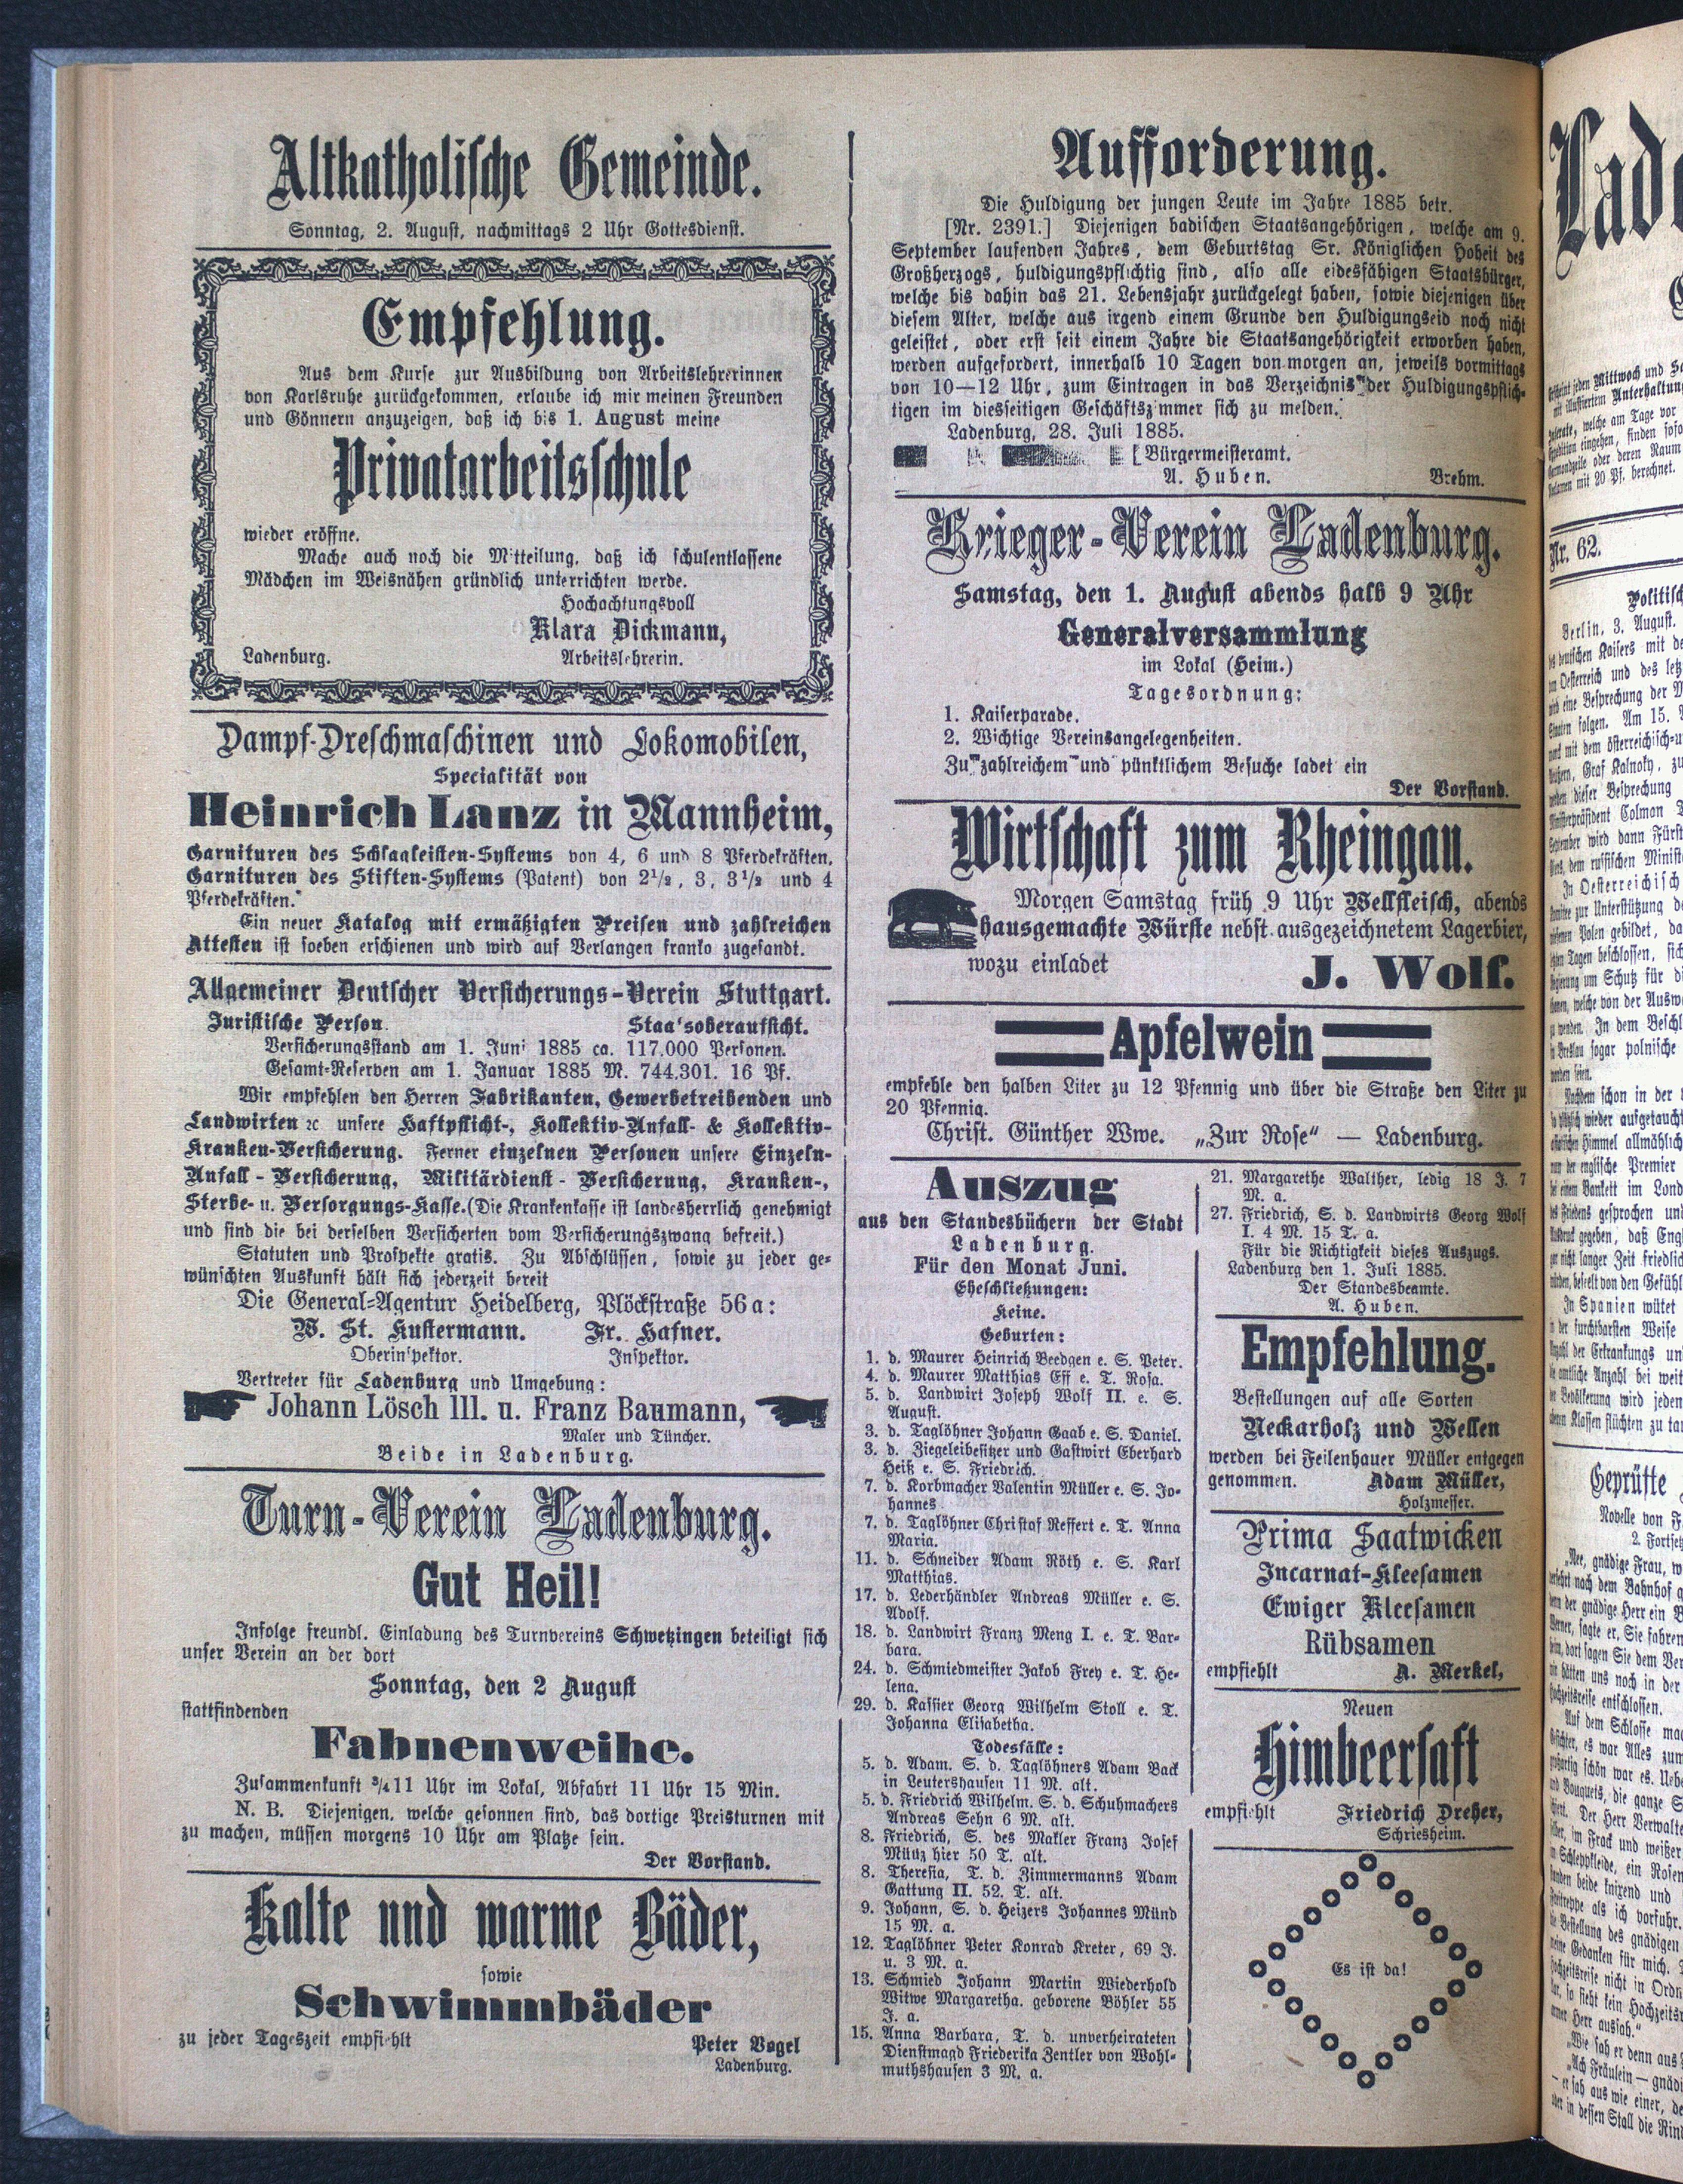 Altkatholische Gemeinde.
Sonntag, 2. August, nachmittags 2 Uhr Gottesdienst.
Empfehlung.
Aus dem Kurse zur Ausbildung von Arbeitslehrerinnen
von Karlsruhe zurückgekommen, erlaube ich mir meinen Freunden
und Gönnern anzuzeigen, daß ich bis 1. August meine
Privatarbeitsschule
wieder eröffne.
Mache auch noch die Mitteilung, daß ich schulentlassene
Mädchen im Weisnähen gründlich unterrichten werde.
Hochachtungsvoll
Klara Dickmann,
Ladenburg. Arbeitslehrerin.
Dampf-Dreschmaschinen und Lokomobilen,
Specialität von
Heinrich Lanz in Mannheim,
Garnituren des Schlagleisten-Systems von 4, 6 und 8 Pferdekräften.
Garnituren des Stiften-Systems (Patent) von 2½, 3, 3½ und 4
Pferdekräften.
Ein neuer Katalog mit ermäßigten Preisen und zahlreichen
Attesten ist soeben erschienen und wird auf Verlangen franko zugesandt.
Allgemeiner Deutscher Versicherungs-Verein Stuttgart.
Juristische Person. Staatsoberaufsicht.
Versicherungsstand am 1. Juni 1885 ca. 117,000 Personen.
Gesamt-Reserven am 1. Januar 1885 M. 744,301. 16 Pf.
Wir empfehlen den Herren Fabrikanten, Gewerbetreibenden und
Landwirten ꝛc unsere Haftpflicht-, Kollektiv-Unfall- & Kollektiv-
Kranken-Versicherung. Ferner einzelnen Personen unsere Einzeln-
Unfall-Versicherung, Militärdienst-Versicherung, Kranken-,
Sterbe- u. Versorgungs-Kasse. (Die Krankenkasse ist landesherrlich genehmigt
und sind die bei derselben Versicherten vom Versicherungszwang befreit.)
Statuten und Prospekte gratis. Zu Abschlüssen, sowie zu jeder ge-
wünschten Auskunft hält sich jederzeit bereit
Die General-Agentur Heidelberg, Plöckstraße 56a:
W. St. Kustermann. Fr. Hafner.
Oberinspektor. Inspektor.
Vertreter für Ladenburg und Umgebung:
Johann Lösch III. u. Franz Baumann,
Maler und Tüncher.
Beide in Ladenburg.
Turn-Verein Ladenburg.
Gut Heil!
Infolge freundl. Einladung des Turnvereins Schwetzingen beteiligt sich
unser Verein an der dort
Sonntag, den 2 August
stattfindenden
Fahnenweihe.
Zusammenkunft ¾11 Uhr im Lokal, Abfahrt 11 Uhr 15 Min.
N. B. Diejenigen, welche gesonnen sind, das dortige Preisturnen mit
zu machen, müssen morgens 10 Uhr am Platze sein.
Der Vorstand.
Kalte und warme Bäder,
sowie
Schwimmbäder
zu jeder Tageszeit empfiehlt Peter Vogel
Ladenburg.
Aufforderung.
Die Huldigung der jungen Leute im Jahre 1885 betr.
[Nr. 2391.] Diejenigen badischen Staatsangehörigen, welche am 9.
September laufenden Jahres, dem Geburtstag Sr. Königlichen Hoheit des
Großherzogs, huldigungspflichtig sind, also alle eidesfähigen Staatsbürger,
welche bis dahin das 21. Lebensjahr zurückgelegt haben, sowie diejenigen über
diesem Alter, welche aus irgend einem Grunde den Huldigungseid noch nicht
geleistet, oder erst seit einem Jahre die Staatsangehörigkeit erworben haben,
werden aufgefordert, innerhalb 10 Tagen von morgen an, jeweils vormittags
von 10—12 Uhr, zum Eintragen in das Verzeichnis der Huldigungspflich-
tigen im diesseitigen Geschäftszimmer sich zu melden.
Ladenburg, 28. Juli 1885.
Bürgermeisteramt.
A. Huben. Brehm.
Krieger-Verein Ladenburg.
Samstag, den 1. August abends halb 9 Uhr
Generalversammlung
im Lokal (Heim.)
Tagesordnung:
1. Kaiserparade.
2. Wichtige Vereinsangelegenheiten.
Zu zahlreichem und pünktlichem Besuche ladet ein
Der Vorstand.
Wirtschaft zum Rheingau.
Morgen Samstag früh 9 Uhr Wellfleisch, abends
hausgemachte Würste nebst ausgezeichnetem Lagerbier,
wozu einladet J. Wolf.
Apfelwein
empfehle den halben Liter zu 12 Pfennig und über die Straße den Liter zu
20 Pfennig.
Christ. Günther Wwe. „Zur Rose“ — Ladenburg.
Auszug
aus den Standesbüchern der Stadt
Ladenburg.
Für den Monat Juni.
Eheschließungen:
Keine.
Geburten:
1. d. Maurer Heinrich Beedgen e. S. Peter.
4. d. Maurer Matthias Eff e. T. Rosa.
5. d. Landwirt Joseph Wolf II. e. S.
August.
3. d. Taglöhner Johann Gaab e. S. Daniel.
3. d. Ziegeleibesitzer und Gastwirt Eberhard
Heiß e. S. Friedrich.
7. d. Korbmacher Valentin Müller e. S. Jo-
hannes
7. d. Taglöhner Christof Reffert e. T. Anna
Maria.
11. d. Schneider Adam Röth e. S. Karl
Matthias.
17. d. Lederhändler Andreas Müller e. S.
Adolf.
18. d. Landwirt Franz Meng I. e. T. Bar-
bara.
24. d. Schmiedmeister Jakob Frey e. T. He-
lena.
29. d. Kassier Georg Wilhelm Stoll e. T.
Johanna Elisabetha.
Todesfälle:
5. d. Adam, S. d. Taglöhners Adam Back
in Leutershausen 11 M. alt.
5. d. Friedrich Wilhelm, S. d. Schuhmachers
Andreas Sehn 6 M. alt.
8. Friedrich, S. des Makler Franz Josef
Münz hier 50 T. alt.
8. Theresia, T. d. Zimmermanns Adam
Gattung II. 52. T. alt.
9. Johann, S. d. Heizers Johannes Münd
15 M. a.
12. Taglöhner Peter Konrad Kreter, 69 J.
u. 3 M. a.
13. Schmied Johann Martin Wiederhold
Witwe Margaretha, geborene Böhler 55
J. a.
15. Anna Barbara, T. d. unverheirateten
Dienstmagd Friederika Zentler von Wohl-
muthshausen 3 M. a.
21. Margarethe Walther, ledig 18 J. 7
M. a.
27. Friedrich, S. d. Landwirts Georg Wolf
I. 4 M. 15 T. a.
Für die Richtigkeit dieses Auszugs.
Ladenburg den 1. Juli 1885.
Der Standesbeamte.
A. Huben.
Empfehlung.
Bestellungen auf alle Sorten
Neckarholz und Wellen
werden bei Feilenhauer Müller entgegen
genommen. Adam Müller,
Holzmesser.
Prima Saatwicken
Incarnat-Kleesamen
Ewiger Kleesamen
Rübsamen
empfiehlt A. Merkel,
Neuen
Himbeersaft
empfiehlt Friedrich Dreher,
Schriesheim.
Es ist da!
Nr. 62.
Berlin, 3. August.
Geprüfte
Novelle von F